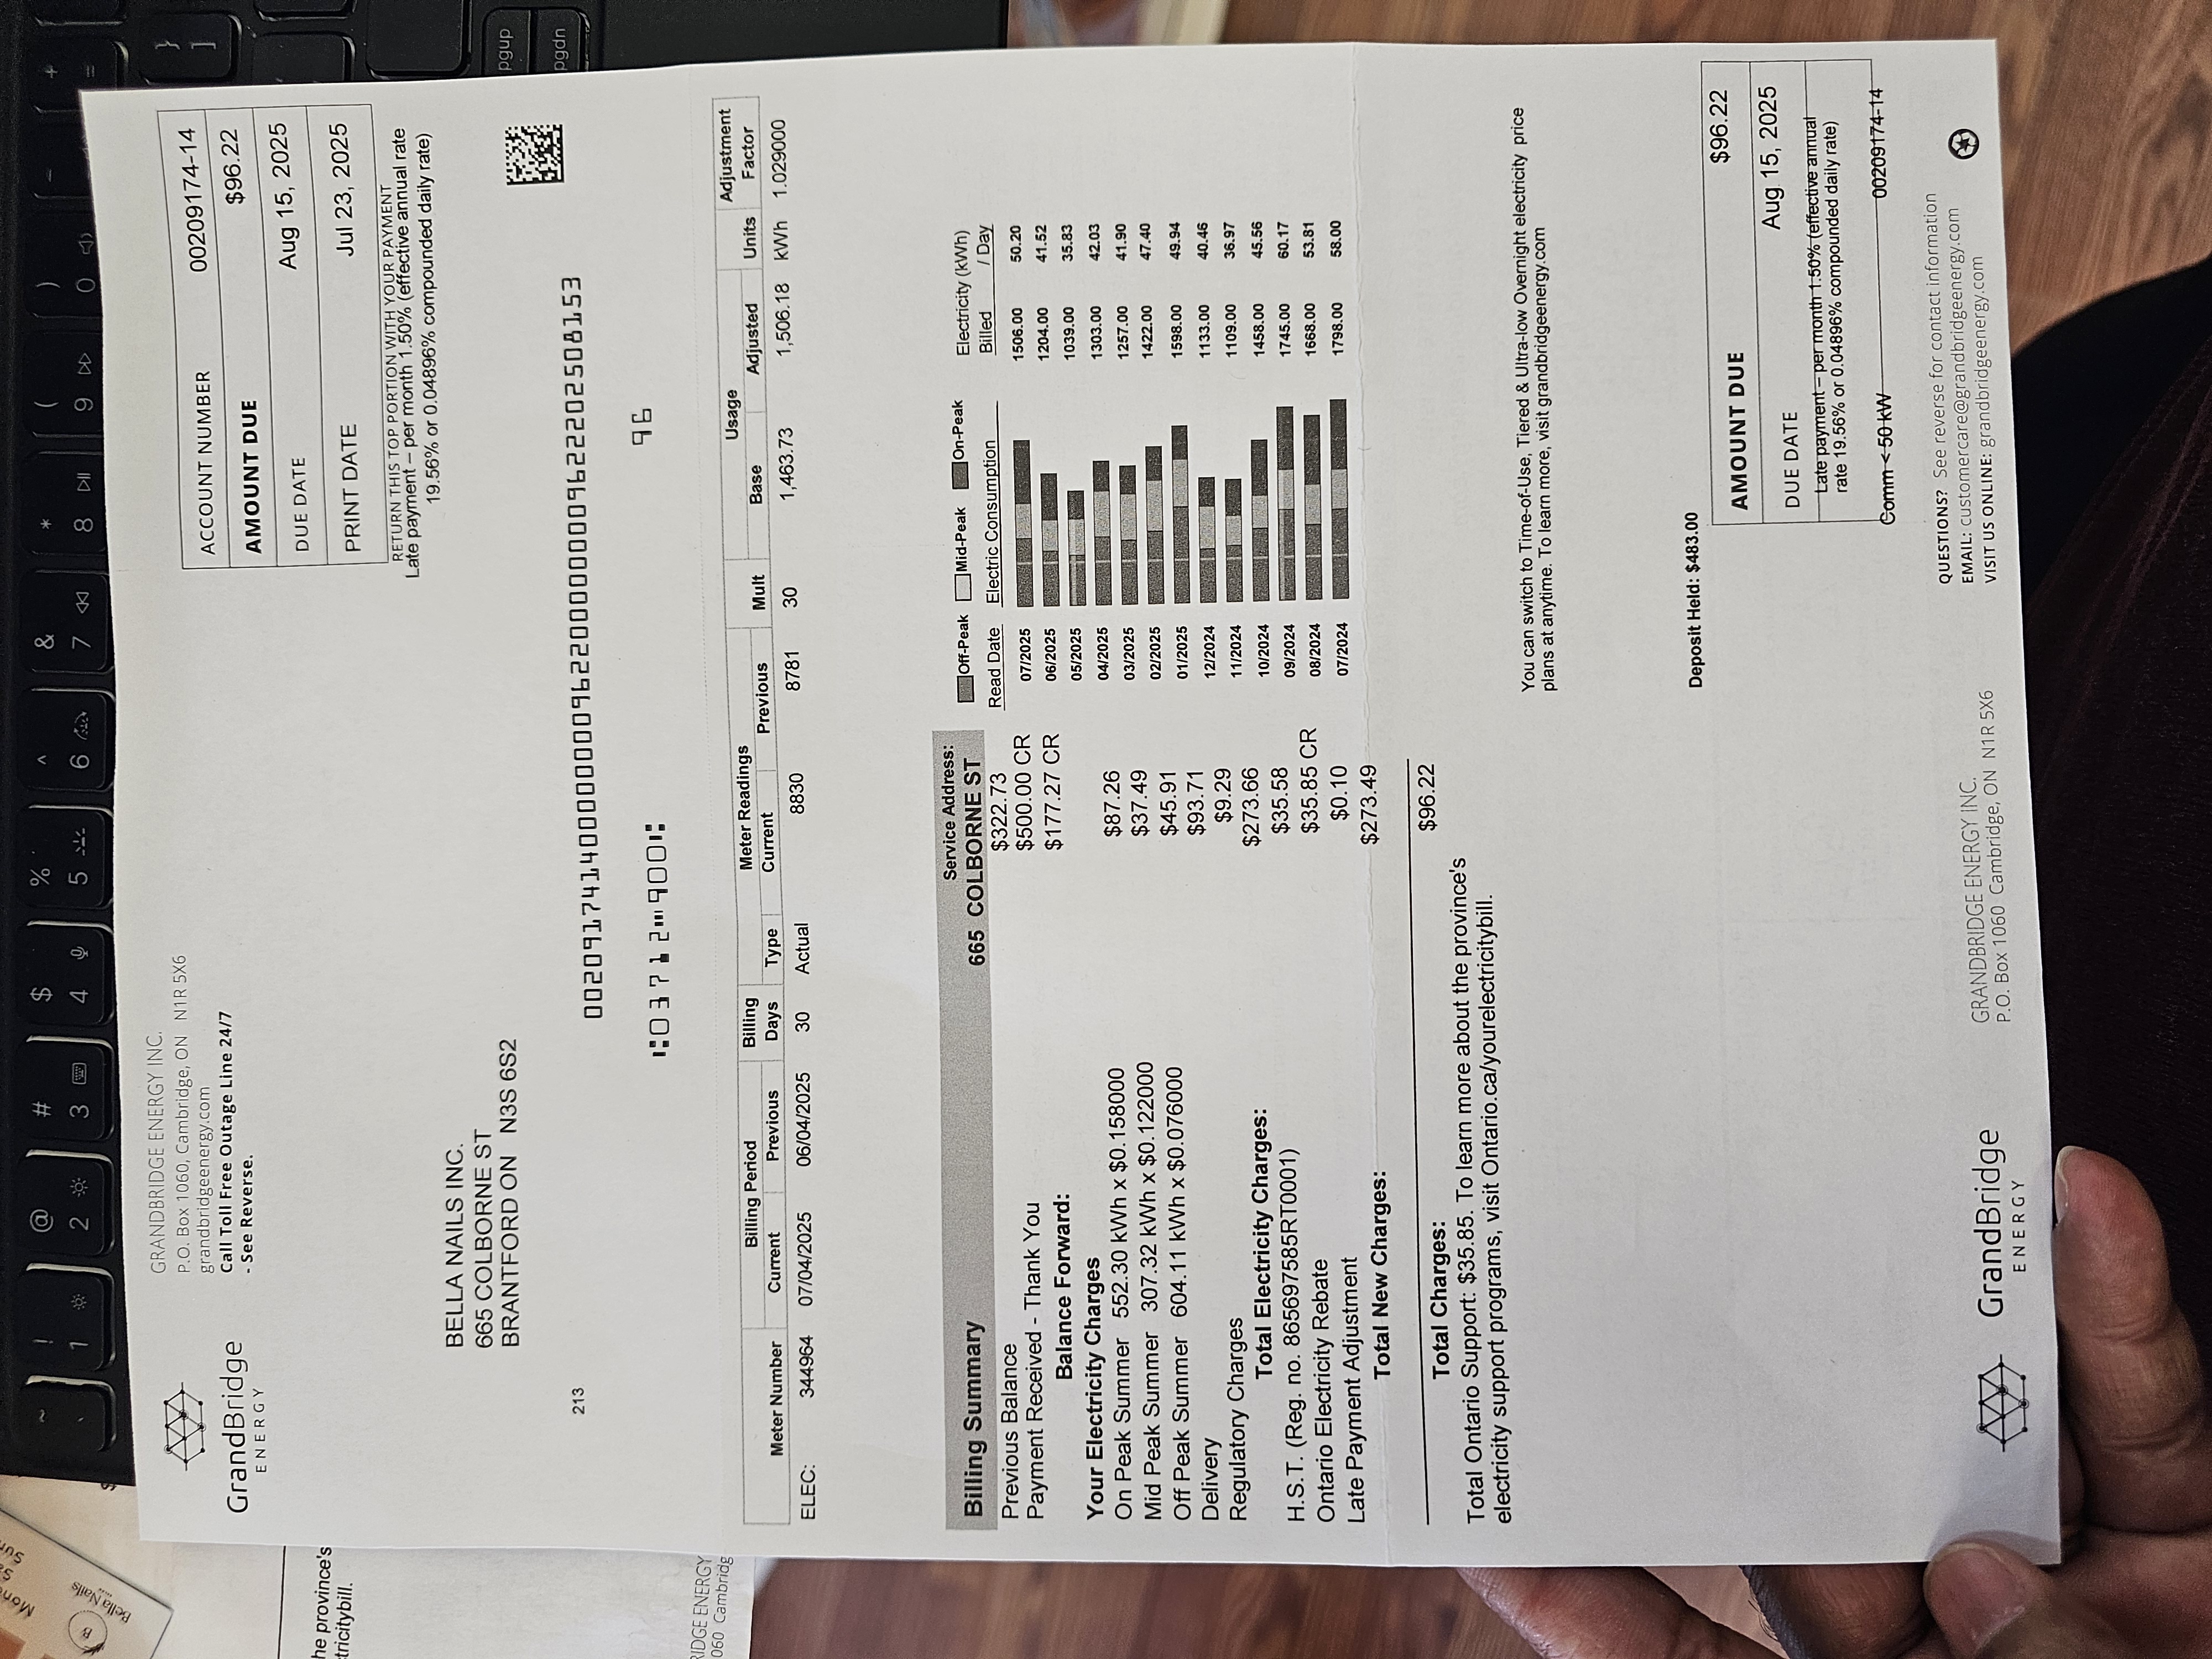 Bella Nails
~ ! @ # $ % ^ & * ( ) - +
` 1 2 3 4 5 6 7 8 9 0 =
}
]
pgup
pgdn
he province's
tricitybill.
RIDGE ENERGY
060 Cambridg
GrandBridge
ENERGY
GRANDBRIDGE ENERGY INC.
P.O. Box 1060, Cambridge, ON N1R 5X6
grandbridgeenergy.com
Call Toll Free Outage Line 24/7
- See Reverse.
ACCOUNT NUMBER 00209174-14
AMOUNT DUE $96.22
DUE DATE Aug 15, 2025
PRINT DATE Jul 23, 2025
RETURN THIS TOP PORTION WITH YOUR PAYMENT
Late payment – per month 1.50% (effective annual rate
19.56% or 0.04896% compounded daily rate)
BELLA NAILS INC.
665 COLBORNE ST
BRANTFORD ON N3S 6S2
213
0020917414000000009622000000009622202508153
⑆03712⑉900⑆ 96
Billing Period Billing Meter Readings Usage Adjustment
Meter Number Current Previous Days Type Current Previous Mult Base Adjusted Units Factor
ELEC: 344964 07/04/2025 06/04/2025 30 Actual 8830 8781 30 1,463.73 1,506.18 kWh 1.029000
Billing Summary Service Address:
665 COLBORNE ST
Previous Balance $322.73
Payment Received - Thank You $500.00 CR
Balance Forward: $177.27 CR
Your Electricity Charges
On Peak Summer 552.30 kWh x $0.158000 $87.26
Mid Peak Summer 307.32 kWh x $0.122000 $37.49
Off Peak Summer 604.11 kWh x $0.076000 $45.91
Delivery $93.71
Regulatory Charges $9.29
Total Electricity Charges: $273.66
H.S.T. (Reg. no. 865697585RT0001) $35.58
Ontario Electricity Rebate $35.85 CR
Late Payment Adjustment $0.10
Total New Charges: $273.49
Total Charges: $96.22
Total Ontario Support: $35.85. To learn more about the province's
electricity support programs, visit Ontario.ca/yourelectricitybill.
Off-Peak Mid-Peak On-Peak Electricity (kWh)
Read Date Electric Consumption Billed / Day
07/2025 1506.00 50.20
06/2025 1204.00 41.52
05/2025 1039.00 35.83
04/2025 1303.00 42.03
03/2025 1257.00 41.90
02/2025 1422.00 47.40
01/2025 1598.00 49.94
12/2024 1133.00 40.46
11/2024 1109.00 36.97
10/2024 1458.00 45.56
09/2024 1745.00 60.17
08/2024 1668.00 53.81
07/2024 1798.00 58.00
You can switch to Time-of-Use, Tiered & Ultra-low Overnight electricity price
plans at anytime. To learn more, visit grandbridgeenergy.com
Deposit Held: $483.00
AMOUNT DUE $96.22
DUE DATE Aug 15, 2025
Late payment – per month 1.50% (effective annual
rate 19.56% or 0.04896% compounded daily rate)
Comm < 50 kW 00209174-14
GrandBridge
ENERGY
GRANDBRIDGE ENERGY INC.
P.O. Box 1060 Cambridge, ON N1R 5X6
QUESTIONS? See reverse for contact information
EMAIL: customercare@grandbridgeenergy.com
VISIT US ONLINE: grandbridgeenergy.com